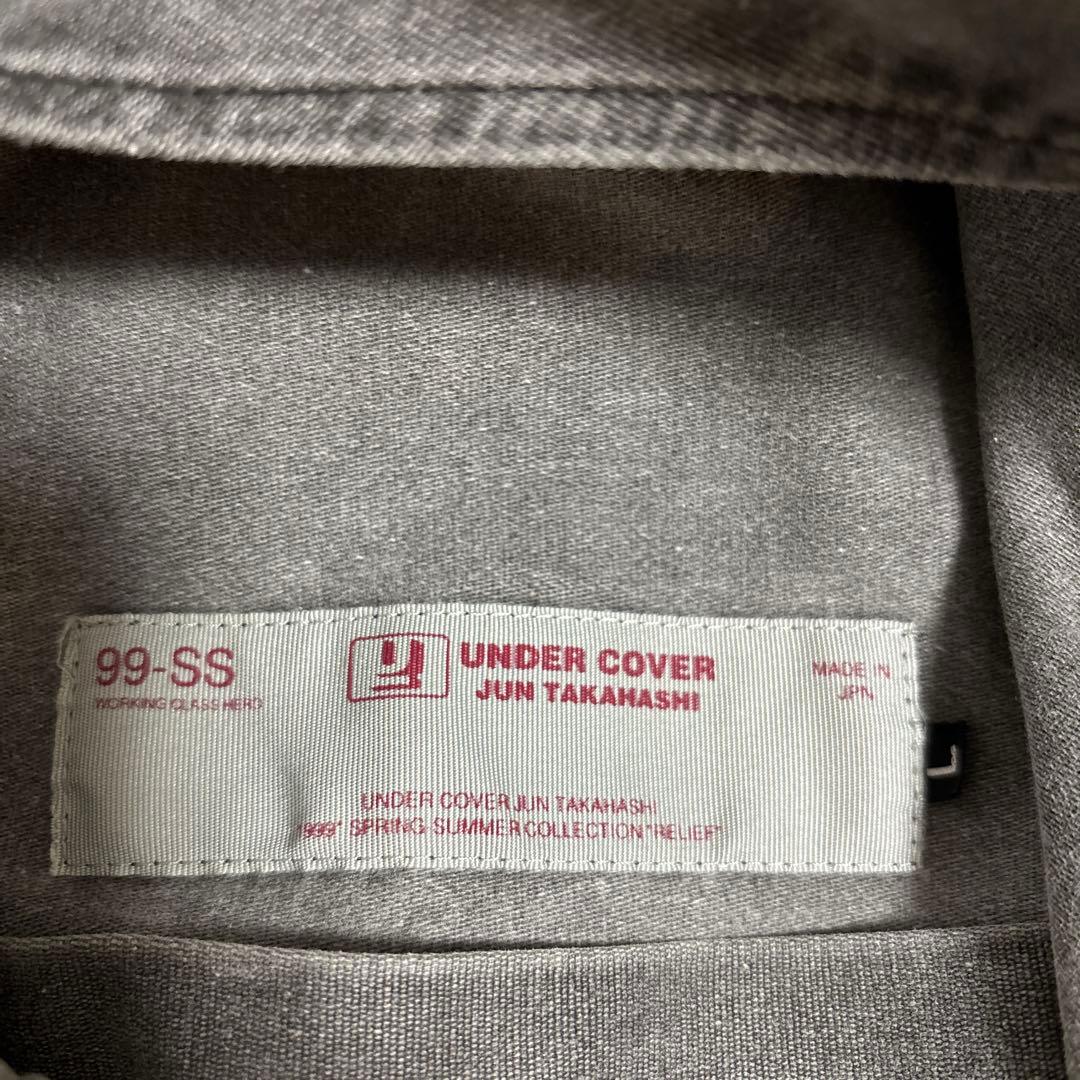 99-SS
WORKING CLASS HERO
UNDER COVER
JUN TAKAHASHI
MADE IN
JPN
UNDER COVER JUN TAKAHASHI
"1999" SPRING-SUMMER COLLECTION "RELIEF"
L